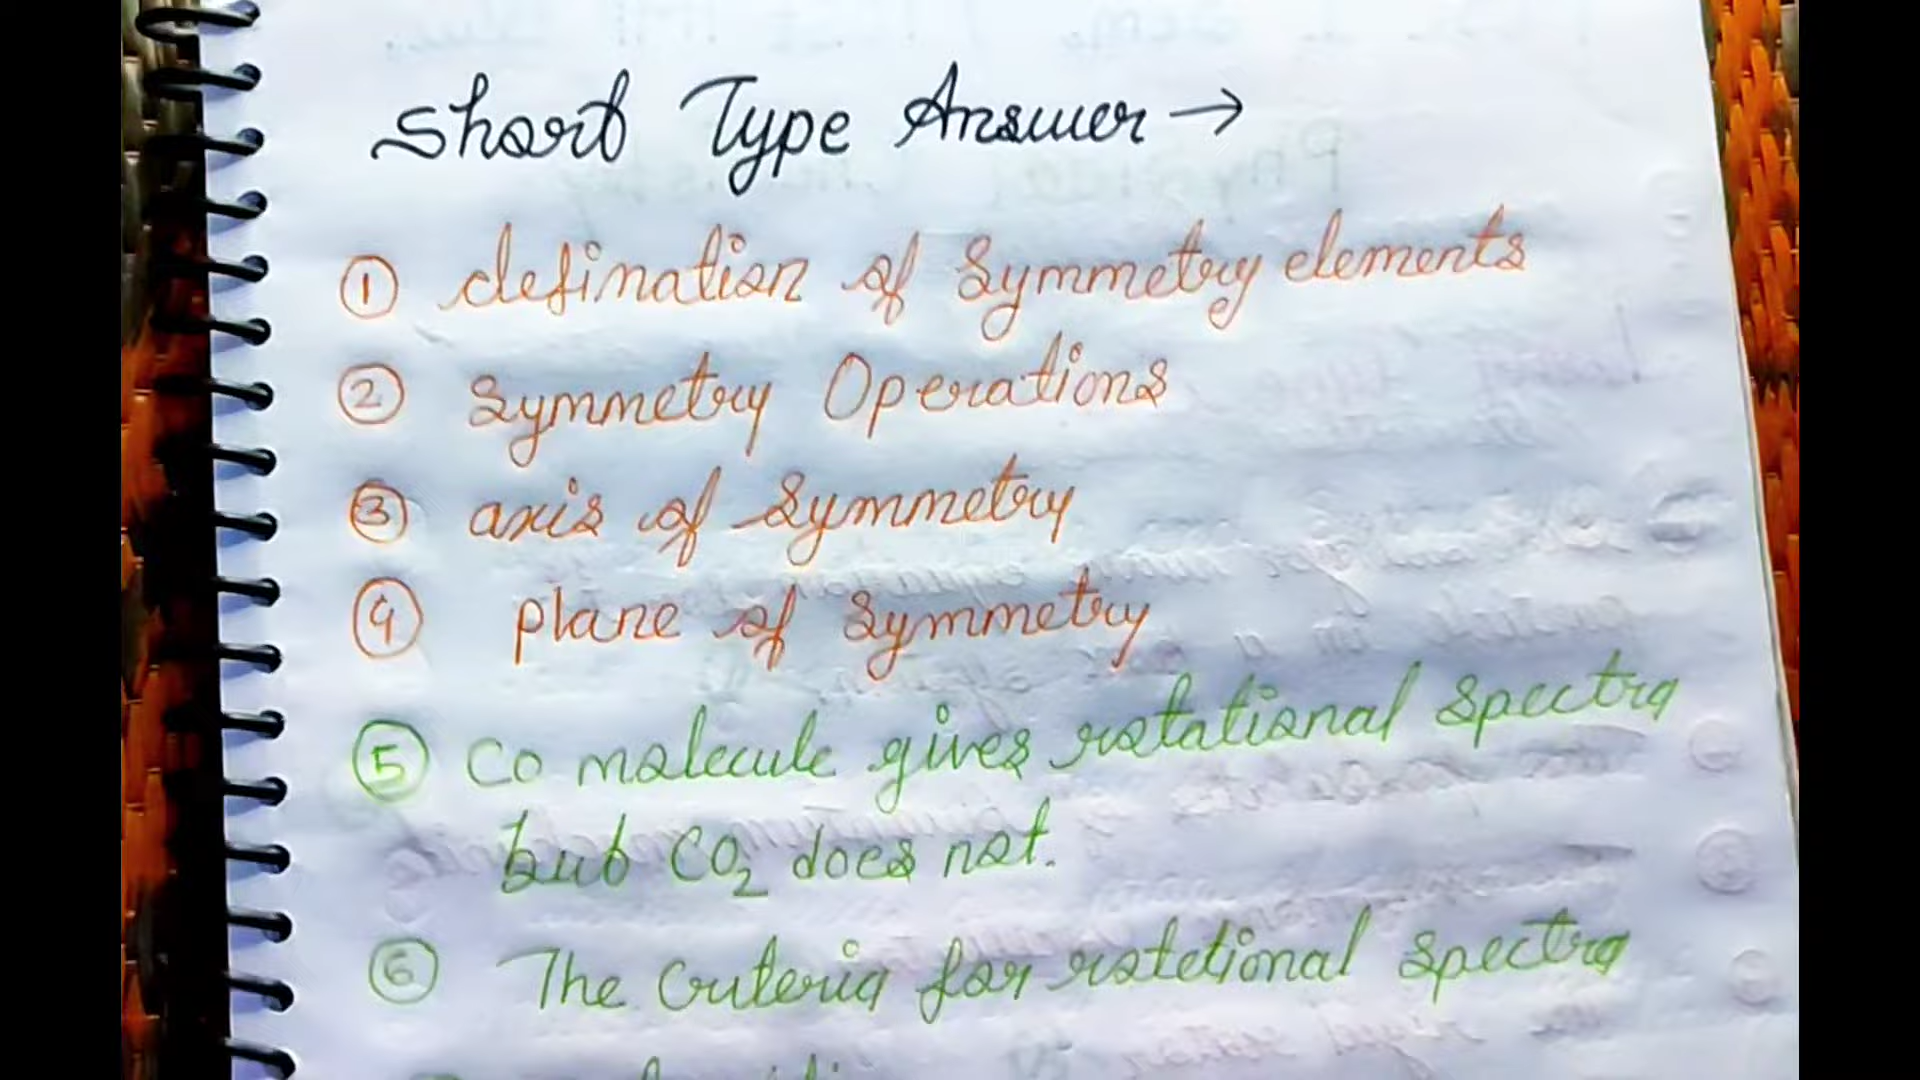 Short Type Answer →
① defination of Symmetry elements
② Symmetry Operations
③ axis of Symmetry
④ plane of Symmetry
⑤ CO molecule gives rotational spectra
but CO₂ does not.
⑥ The Criteria for rotetional spectra